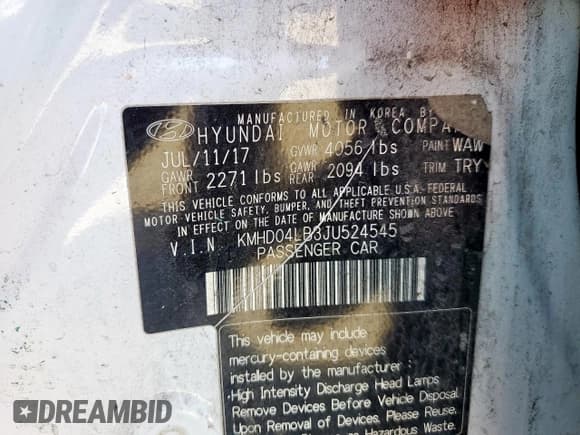 MANUFACTURED IN KOREA BY
HYUNDAI MOTOR COMPA
JUL/11/17 GVWR 4056 lbs PAINT WAW
GAWR FRONT 2271 lbs GAWR REAR 2094 lbs TRIM TRY
THIS VEHICLE CONFORMS TO ALL APPLICABLE U.S.A FEDERAL
MOTOR-VEHICLE SAFETY, BUMPER, AND THEFT PREVENTION STANDARDS
IN EFFECT ON THE DATE OF MANUFACTURE SHOWN ABOVE.
V.I.N KMHD04LB3JU524545
PASSENGER CAR
This vehicle may include
mercury-containing devices
installed by the manufacturer :
·High Intensity Discharge Head Lamps
Remove Devices Before Vehicle Disposal
Upon Removal of Devices, Please Reuse,
as Hazardous Waste.
DREAMBID